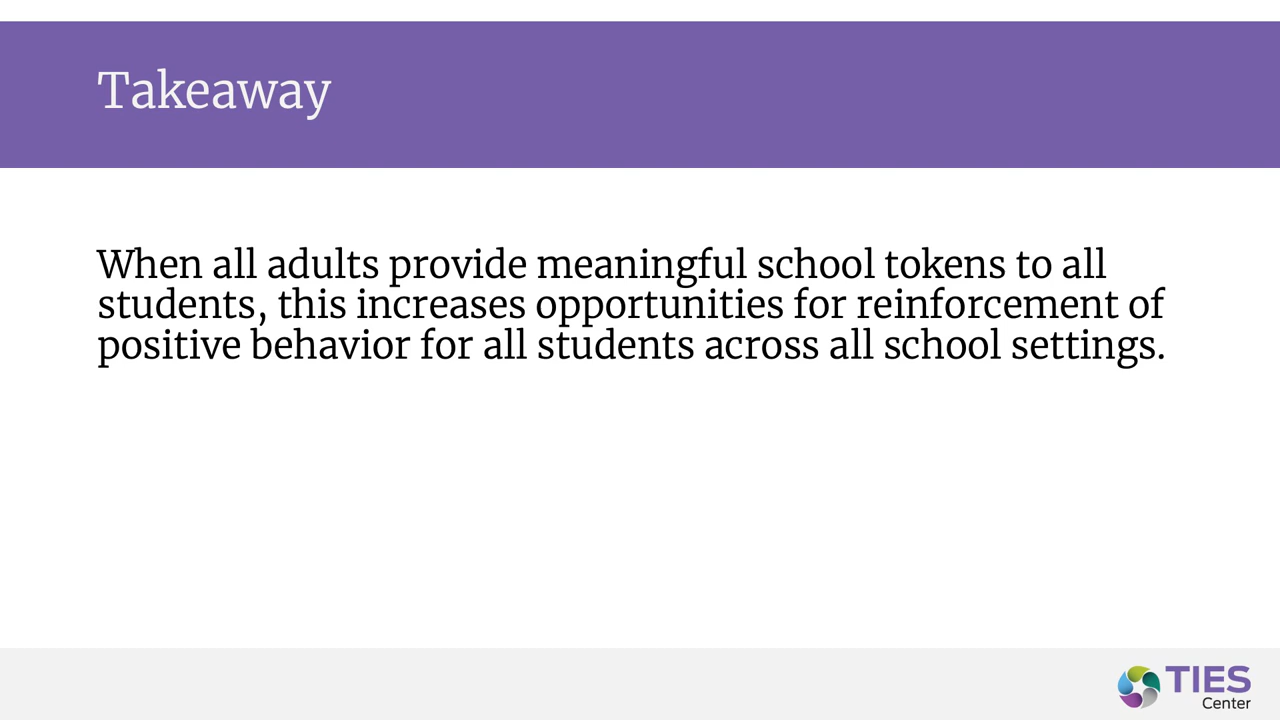 Takeaway
When all adults provide meaningful school tokens to all
students, this increases opportunities for reinforcement of
positive behavior for all students across all school settings.
TIES
Center